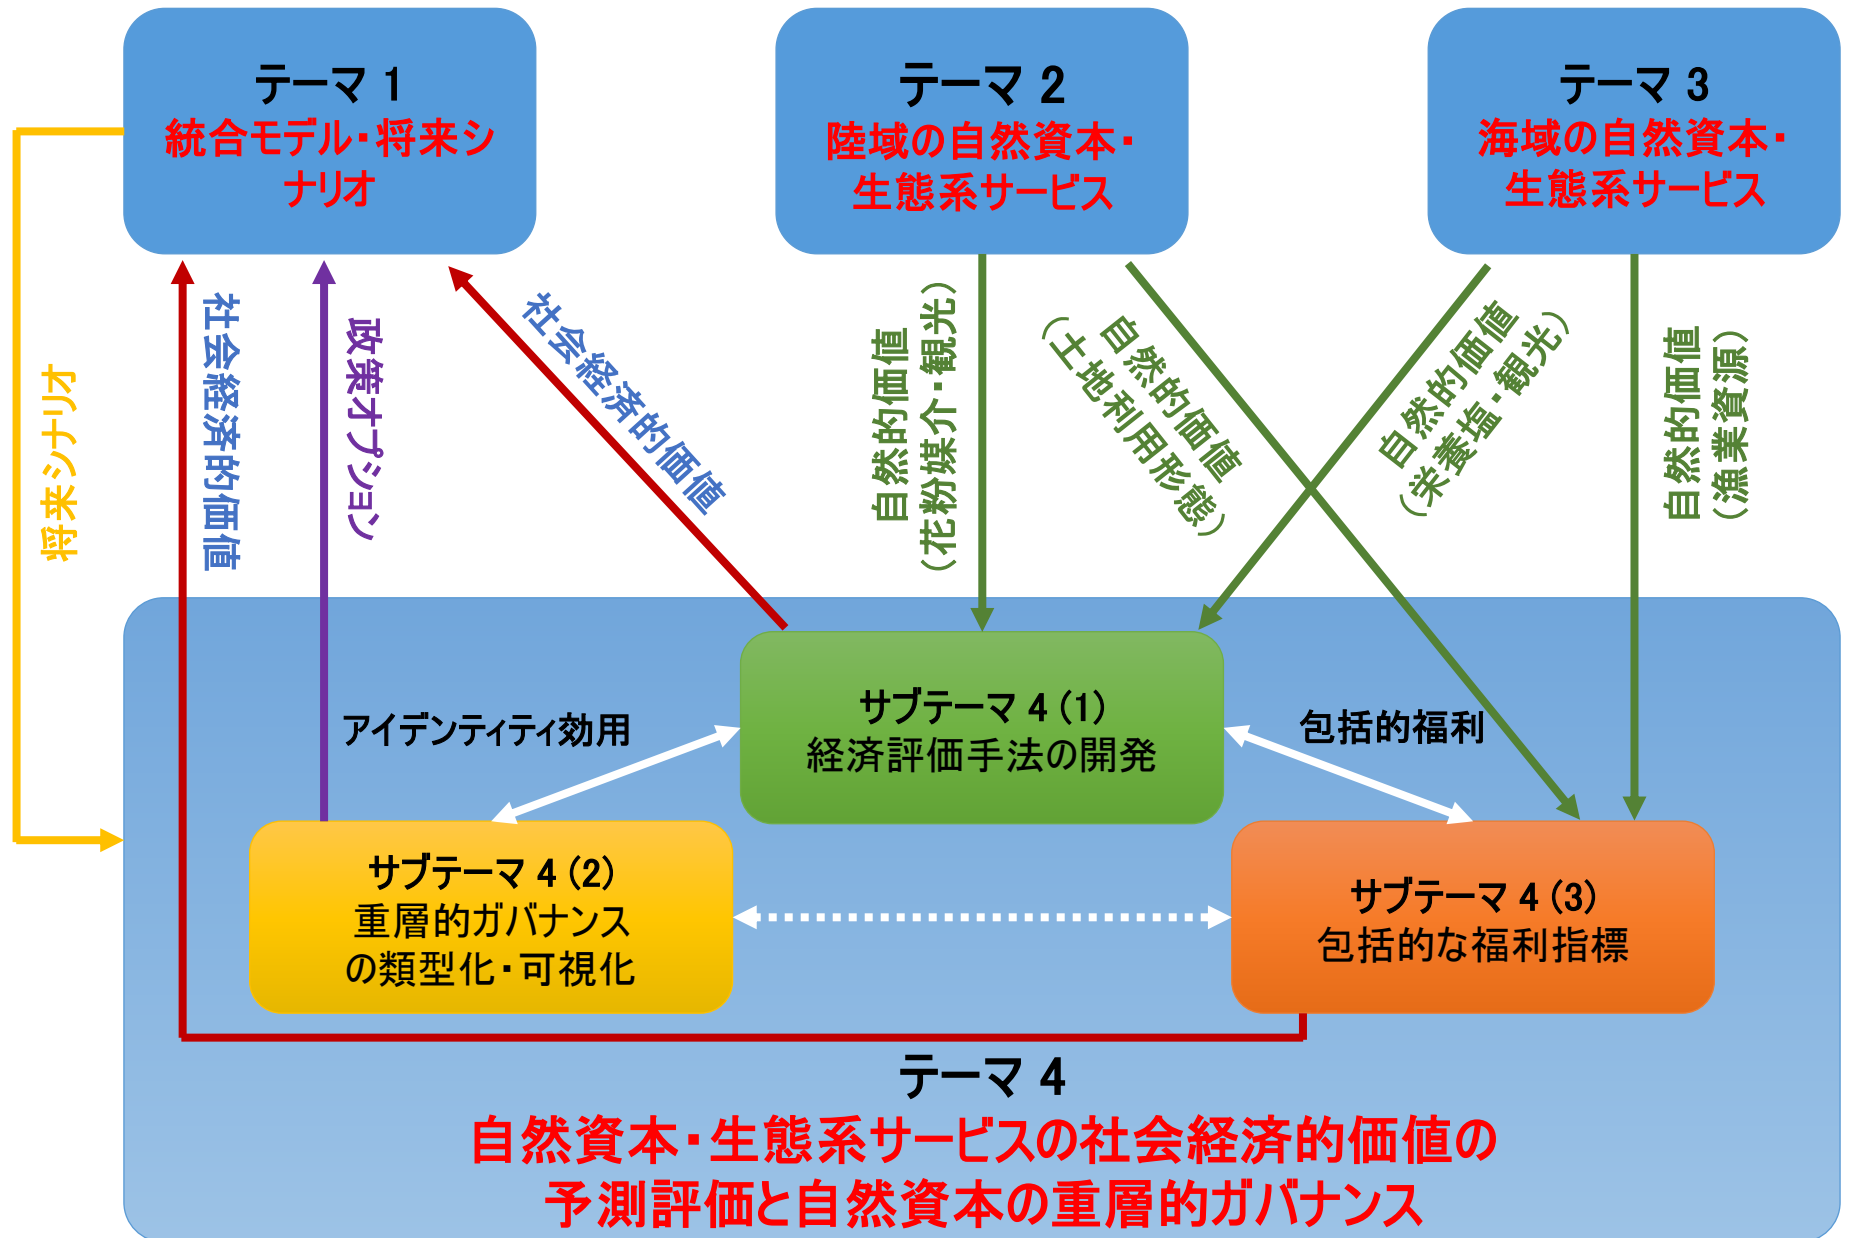 テーマ 1
統合モデル・将来シ
ナリオ
テーマ 2
陸域の自然資本・
生態系サービス
テーマ 3
海域の自然資本・
生態系サービス
将来シナリオ
社会経済的価値
政策オプション
社会経済的価値
自然的価値
（花粉媒介・観光）
自然的価値
（土地利用形態）
自然的価値
（栄養塩・観光）
自然的価値
（漁業資源）
アイデンティティ効用
サブテーマ 4 (1)
経済評価手法の開発
包括的福利
サブテーマ 4 (2)
重層的ガバナンス
の類型化・可視化
サブテーマ 4 (3)
包括的な福利指標
テーマ 4
自然資本・生態系サービスの社会経済的価値の
予測評価と自然資本の重層的ガバナンス